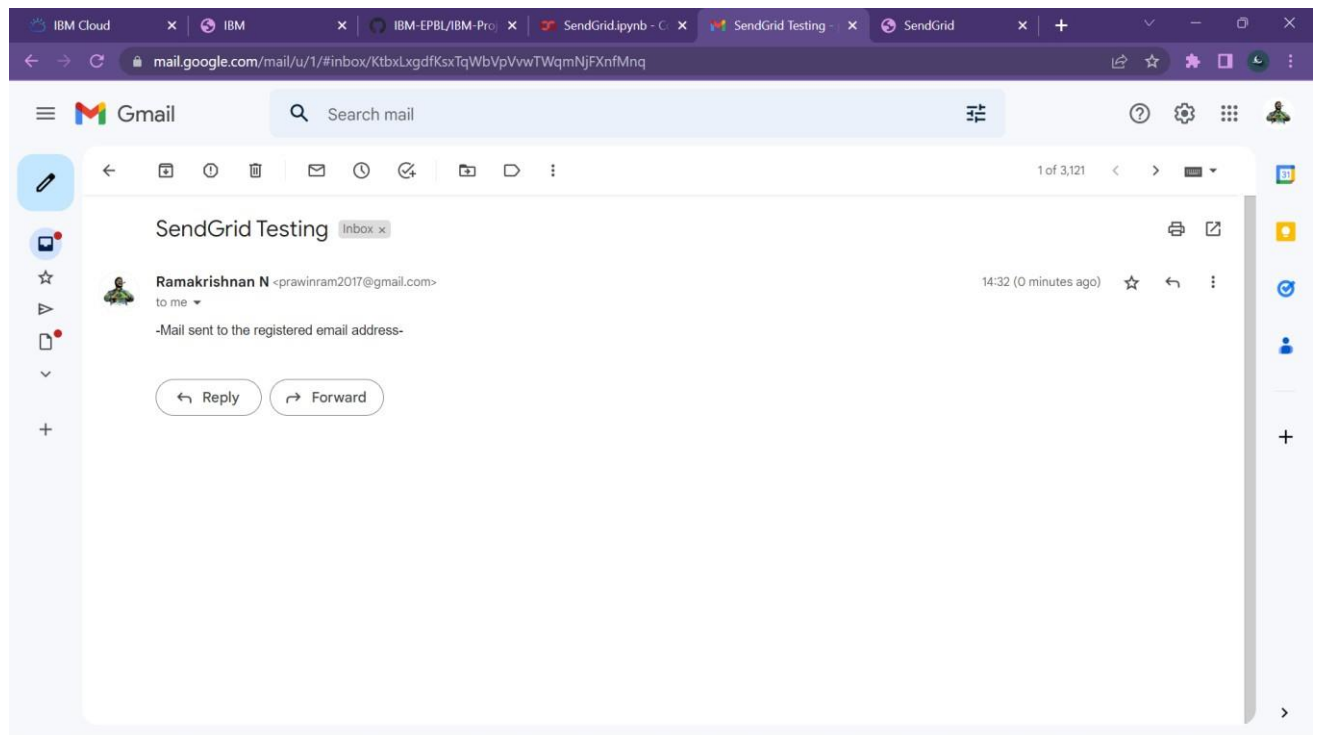 IBM Cloud IBM IBM-EPBL/IBM-Proj SendGrid.ipynb - C SendGrid Testing - SendGrid
mail.google.com/mail/u/1/#inbox/KtbxLxgdfKsxTqWbVpVvwTWqmNjFXnfMnq
Gmail Search mail
1 of 3,121
31
SendGrid Testing Inbox x
Ramakrishnan N <prawinram2017@gmail.com> 14:32 (0 minutes ago)
to me
-Mail sent to the registered email address-
Reply Forward